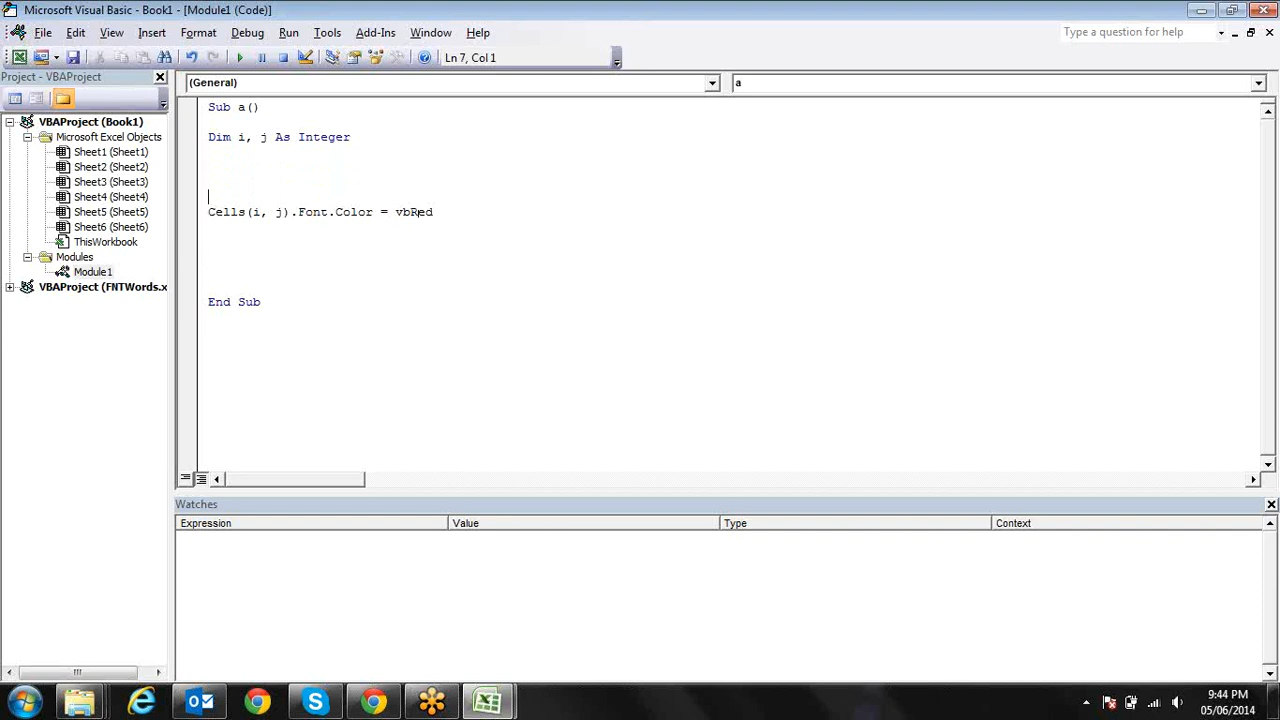 Microsoft Visual Basic - Book1 - [Module1 (Code)]
File Edit View Insert Format Debug Run Tools Add-Ins Window Help
Type a question for help
Ln 7, Col 1
Project - VBAProject
(General)
a
VBAProject (Book1)
Microsoft Excel Objects
Sheet1 (Sheet1)
Sheet2 (Sheet2)
Sheet3 (Sheet3)
Sheet4 (Sheet4)
Sheet5 (Sheet5)
Sheet6 (Sheet6)
ThisWorkbook
Modules
Module1
VBAProject (FNTWords.x
Sub a()
Dim i, j As Integer
Cells(i, j).Font.Color = vbRed
End Sub
Watches
Expression Value Type Context
9:44 PM
05/06/2014